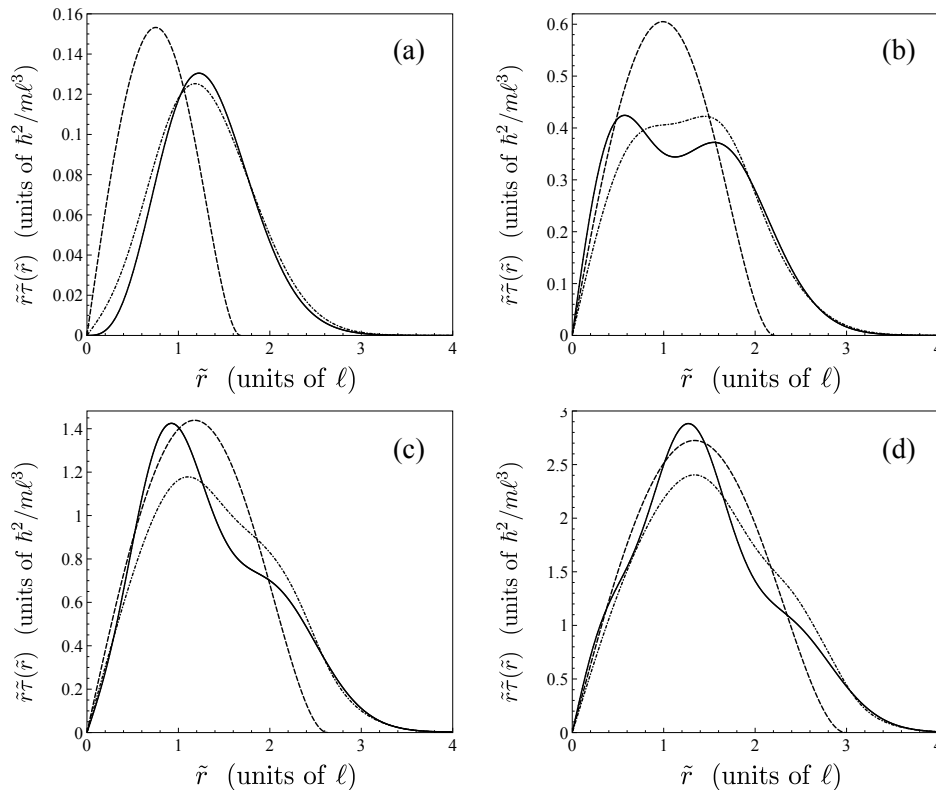 0.16
0.14
0.12
0.10
0.08
0.06
0.04
0.02
0
r̃τ̃(r̃) (units of ħ²/mℓ³)
(a)
0 1 2 3 4
r̃ (units of ℓ)
0.6
0.5
0.4
0.3
0.2
0.1
0
r̃τ̃(r̃) (units of ħ²/mℓ³)
(b)
0 1 2 3 4
r̃ (units of ℓ)
1.4
1.2
1
0.8
0.6
0.4
0.2
0
r̃τ̃(r̃) (units of ħ²/mℓ³)
(c)
0 1 2 3 4
r̃ (units of ℓ)
3
2.5
2
1.5
1
0.5
0
r̃τ̃(r̃) (units of ħ²/mℓ³)
(d)
0 1 2 3 4
r̃ (units of ℓ)